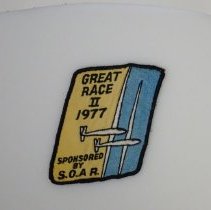 GREAT
RACE
II
1977
SPONSORED
BY
S.O.A.R.